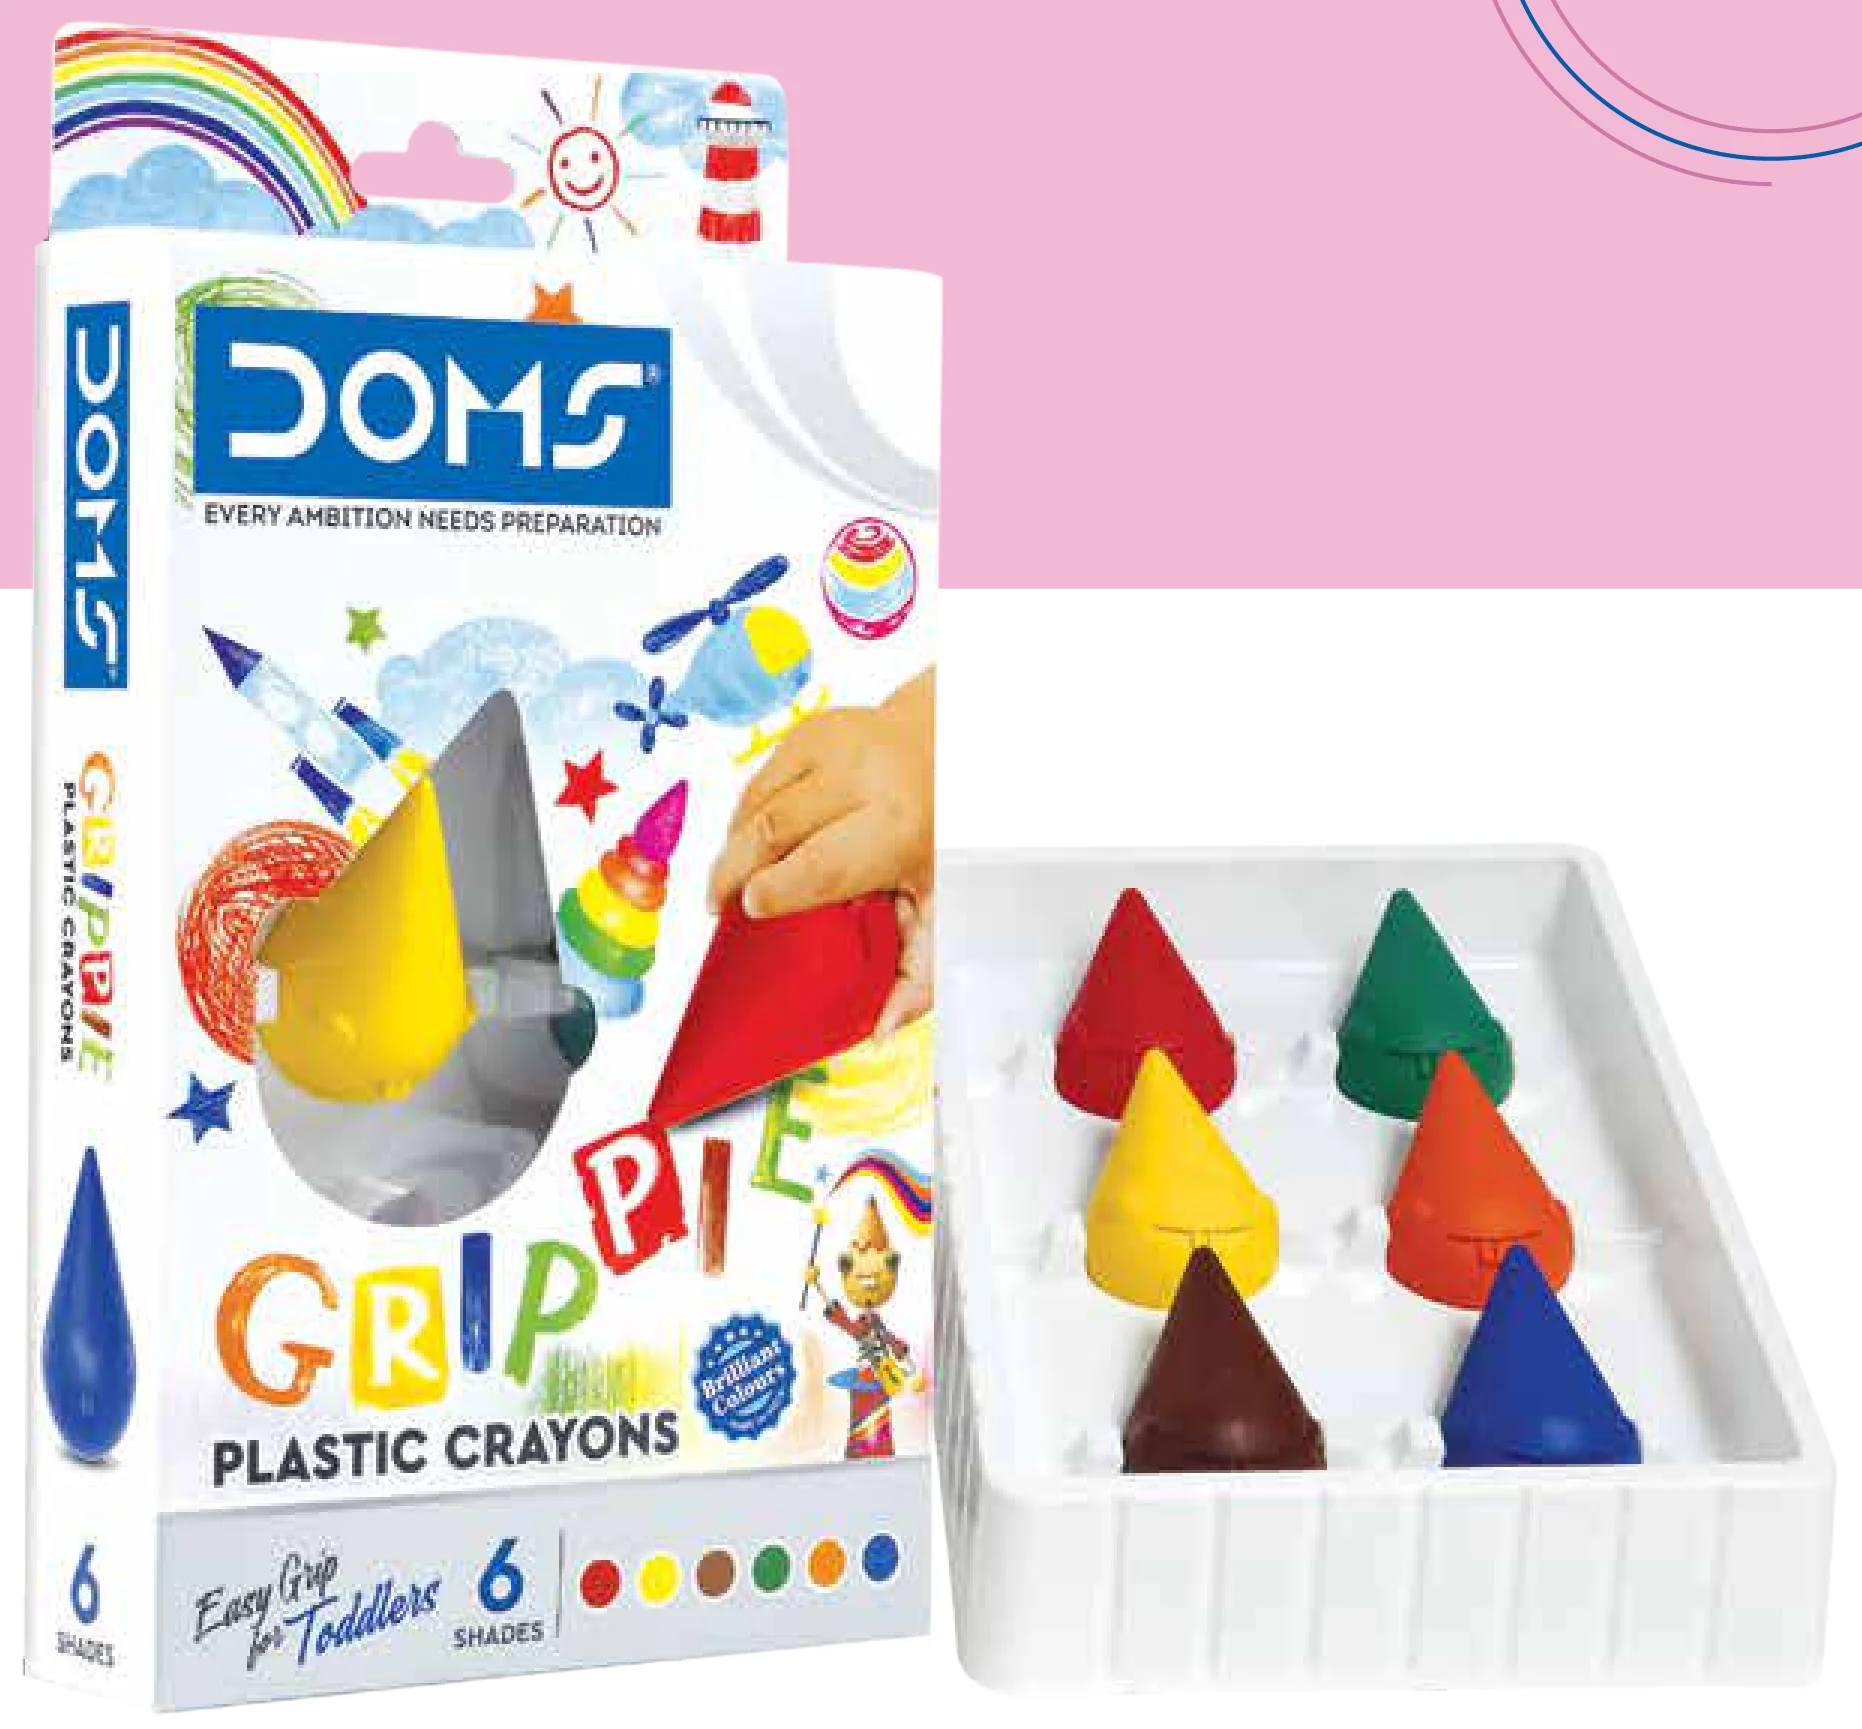 DOMS®
EVERY AMBITION NEEDS PREPARATION
GRIPPIE
PLASTIC CRAYONS
Brilliant
Colours
Easy Grip
for Toddlers
6
SHADES
DOMS
GRIPPIE
PLASTIC CRAYONS
6
SHADES